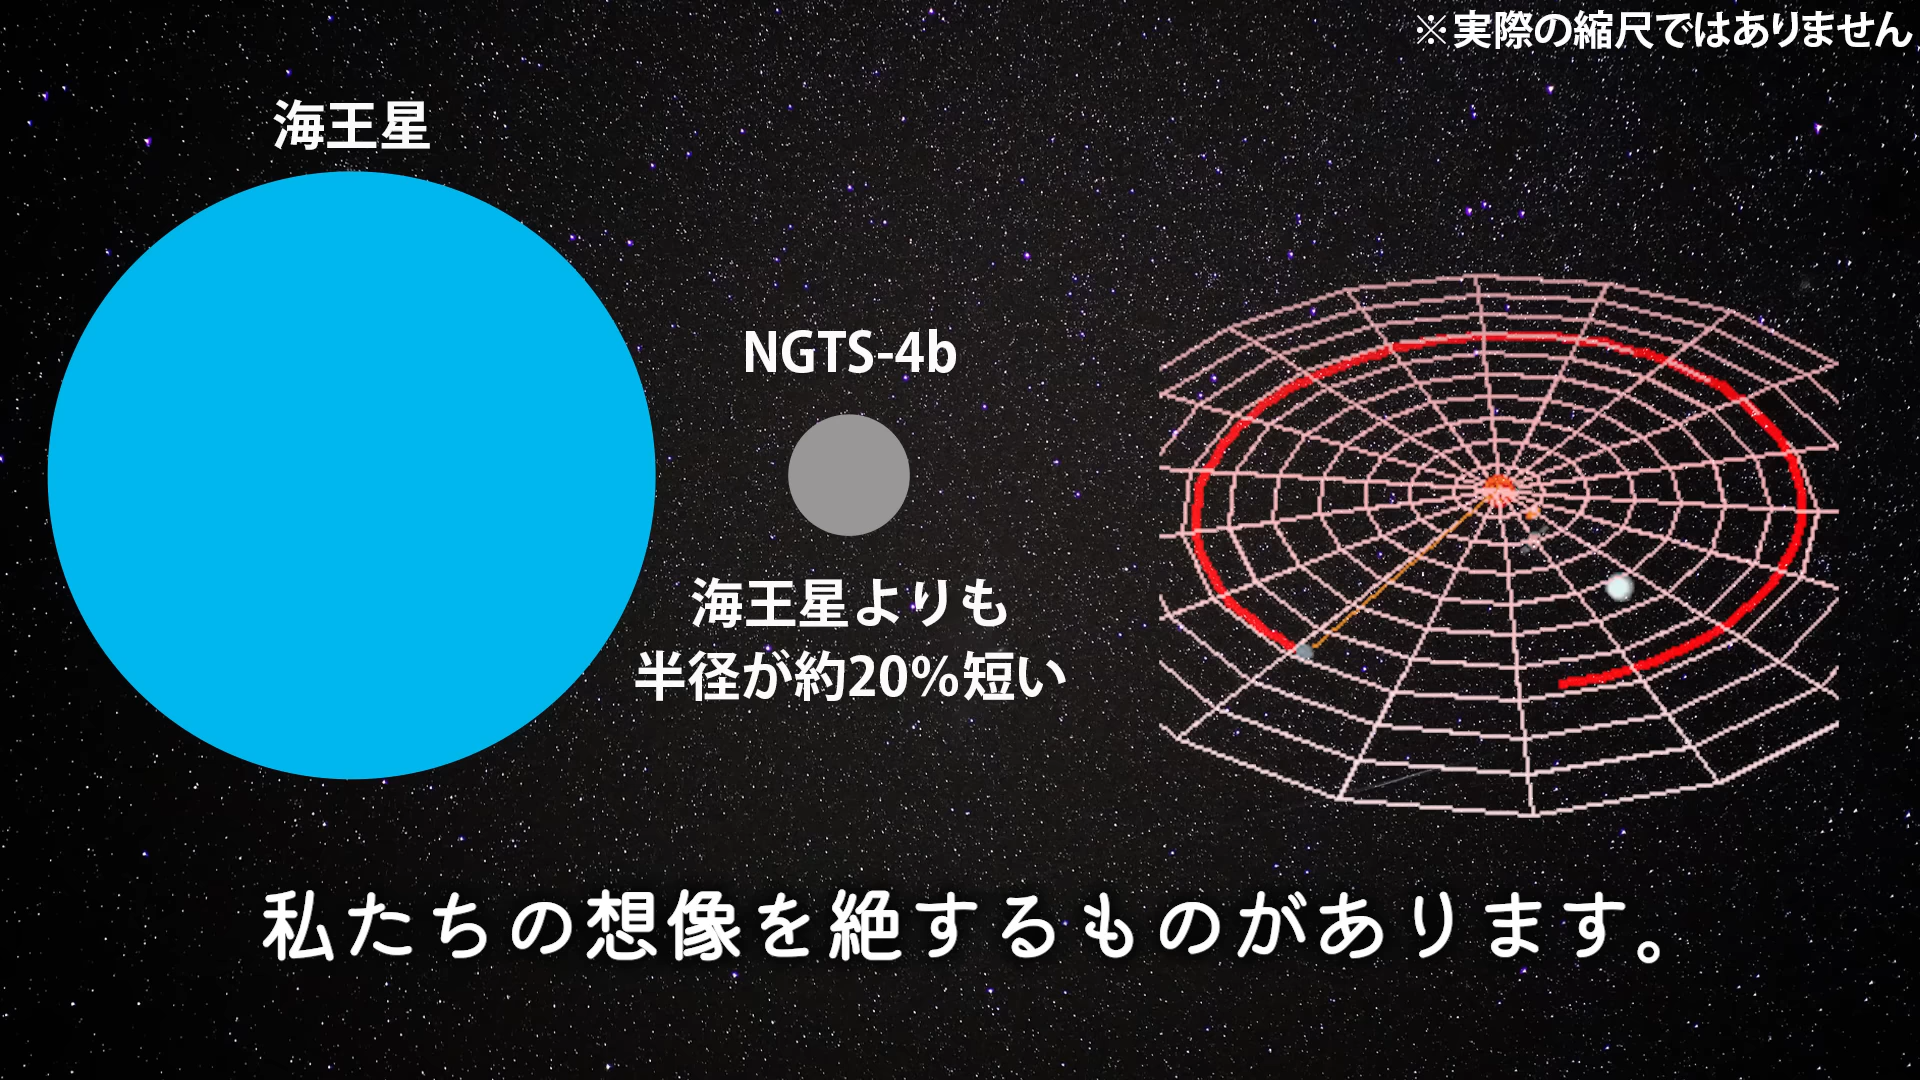 ※実際の縮尺ではありません
海王星
NGTS-4b
海王星よりも
半径が約20%短い
私たちの想像を絶するものがあります。